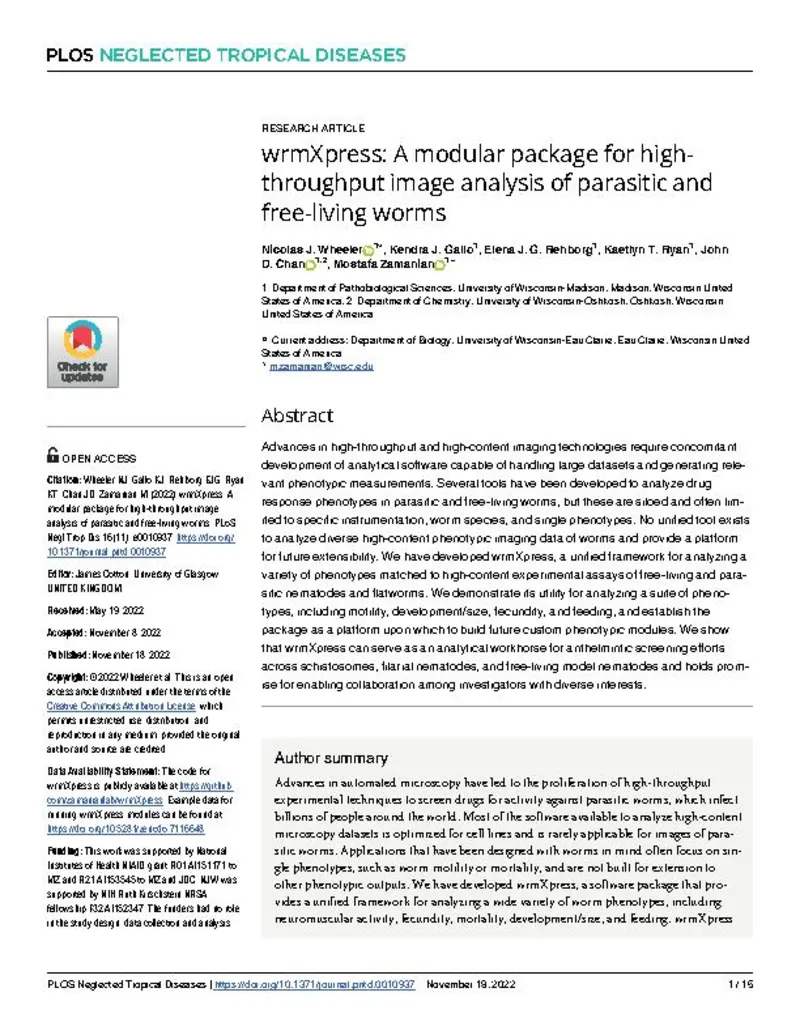 PLOS NEGLECTED TROPICAL DISEASES
RESEARCH ARTICLE
wrmXpress: A modular package for high-
throughput image analysis of parasitic and
free-living worms
Nicolas J. Wheeler¹, Kendra J. Gallo¹, Elena J. G. Rehborg¹, Kaetlyn T. Ryan¹, John
D. Chan¹,², Mostafa Zamanian¹*
1 Department of Pathobiological Sciences, University of Wisconsin-Madison, Madison, Wisconsin, United
States of America, 2 Department of Chemistry, University of Wisconsin-Oshkosh, Oshkosh, Wisconsin,
United States of America
¤ Current address: Department of Biology, University of Wisconsin-Eau Claire, Eau Claire, Wisconsin, United
States of America
* mzamanian@wisc.edu
Check for
updates
Abstract
Advances in high-throughput and high-content imaging technologies require concomitant
development of analytical software capable of handling large datasets and generating rele-
vant phenotypic measurements. Several tools have been developed to analyze drug
response phenotypes in parasitic and free-living worms, but these are siloed and often lim-
ited to specific instrumentation, worm species, and single phenotypes. No unified tool exists
to analyze diverse high-content phenotypic imaging data of worms and provide a platform
for future extensibility. We have developed wrmXpress, a unified framework for analyzing a
variety of phenotypes matched to high-content experimental assays of free-living and para-
sitic nematodes and flatworms. We demonstrate its utility for analyzing a suite of pheno-
types, including motility, development/size, fecundity, and feeding, and establish the
package as a platform upon which to build future custom phenotypic modules. We show
that wrmXpress can serve as an analytical workhorse for anthelmintic screening efforts
across schistosomes, filarial nematodes, and free-living model nematodes and holds prom-
ise for enabling collaboration among investigators with diverse interests.
OPEN ACCESS
Citation: Wheeler NJ, Gallo KJ, Rehborg EJG, Ryan
KT, Chan JD, Zamanian M (2022) wrmXpress: A
modular package for high-throughput image
analysis of parasitic and free-living worms. PLoS
Negl Trop Dis 16(11): e0010937. https://doi.org/
10.1371/journal.pntd.0010937
Editor: James Cotton, University of Glasgow,
UNITED KINGDOM
Received: May 19, 2022
Accepted: November 8, 2022
Published: November 18, 2022
Copyright: © 2022 Wheeler et al. This is an open
access article distributed under the terms of the
Creative Commons Attribution License, which
permits unrestricted use, distribution, and
reproduction in any medium, provided the original
author and source are credited.
Data Availability Statement: The code for
wrmXpress is publicly available at https://github.
com/zamanianlab/wrmXpress. Example data for
running wrmXpress modules can be found at
https://doi.org/10.5281/zenodo.7116648.
Funding: This work was supported by National
Institutes of Health NIAID grant R01AI151171 to
MZ and R21AI153545 to MZ and JDC. NJW was
supported by NIH Ruth Kirschstein NRSA
fellowship F32AI152347. The funders had no role
in the study design, data collection and analysis,
Author summary
Advances in automated microscopy have led to the proliferation of high-throughput
experimental techniques to screen drugs for activity against parasitic worms, which infect
billions of people around the world. Most of the software available to analyze high-content
microscopy datasets is optimized for cell lines and is rarely applicable for images of para-
sitic worms. Applications that have been designed with worms in mind often focus on sin-
gle phenotypes, such as worm motility or mortality, and are not built for extension to
other phenotypic outputs. We have developed wrmXpress, a software package that pro-
vides a unified framework for analyzing a wide variety of worm phenotypes, including
neuromuscular activity, fecundity, mortality, development/size, and feeding. wrmXpress
PLOS Neglected Tropical Diseases | https://doi.org/10.1371/journal.pntd.0010937 November 18, 2022 1 / 16